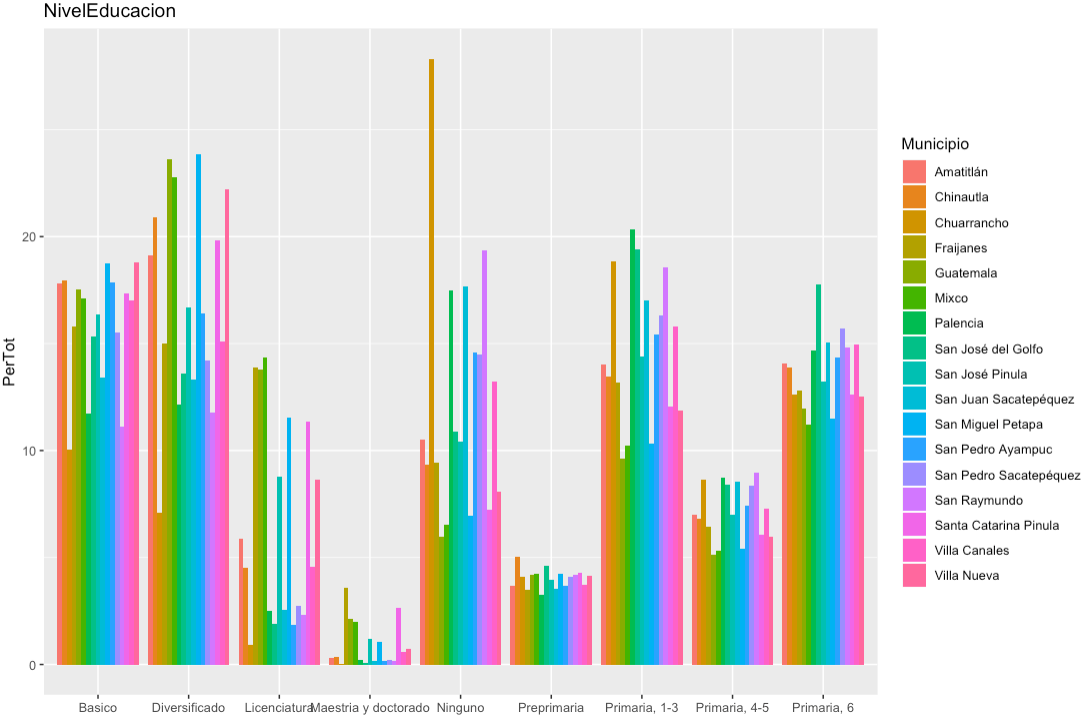 NivelEducacion
PerTot
20
10
0
Basico
Diversificado
Licenciatura
Maestria y doctorado
Ninguno
Preprimaria
Primaria, 1-3
Primaria, 4-5
Primaria, 6
Municipio
Amatitlán
Chinautla
Chuarrancho
Fraijanes
Guatemala
Mixco
Palencia
San José del Golfo
San José Pinula
San Juan Sacatepéquez
San Miguel Petapa
San Pedro Ayampuc
San Pedro Sacatepéquez
San Raymundo
Santa Catarina Pinula
Villa Canales
Villa Nueva